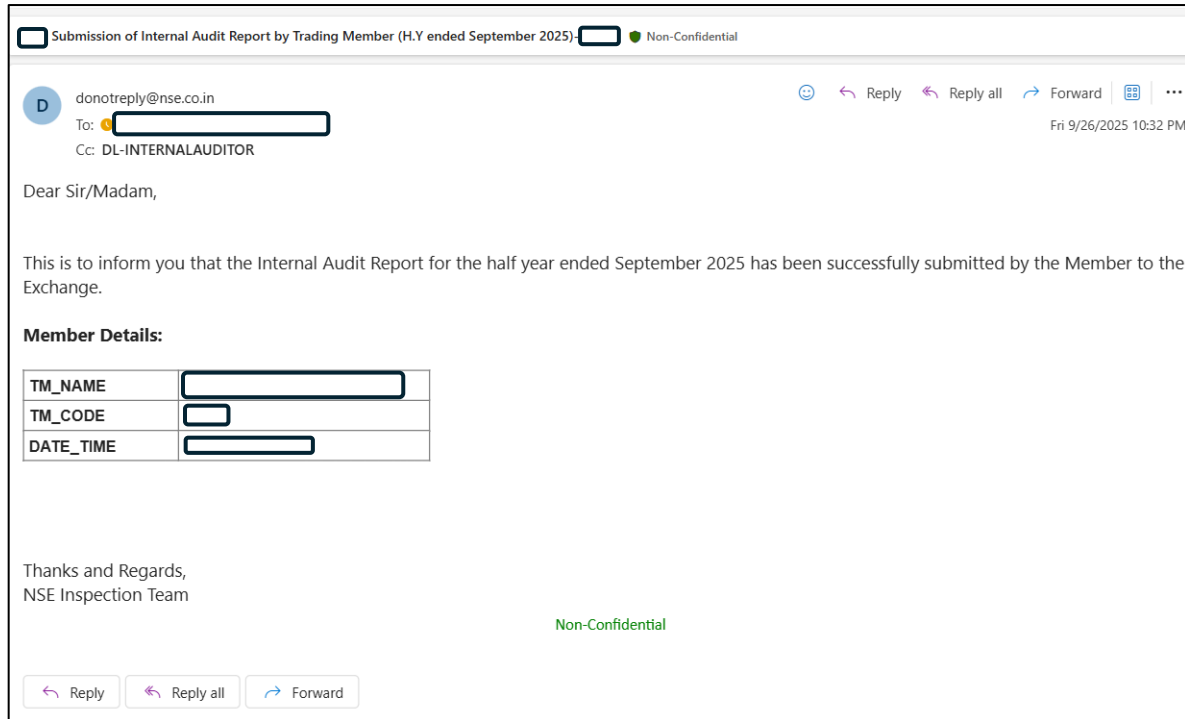 Submission of Internal Audit Report by Trading Member (H.Y ended September 2025)- Non-Confidential
D
donotreply@nse.co.in
To:
Cc: DL-INTERNALAUDITOR
Reply Reply all Forward
Fri 9/26/2025 10:32 PM
Dear Sir/Madam,
This is to inform you that the Internal Audit Report for the half year ended September 2025 has been successfully submitted by the Member to the
Exchange.
Member Details:
TM_NAME
TM_CODE
DATE_TIME
Thanks and Regards,
NSE Inspection Team
Non-Confidential
Reply Reply all Forward